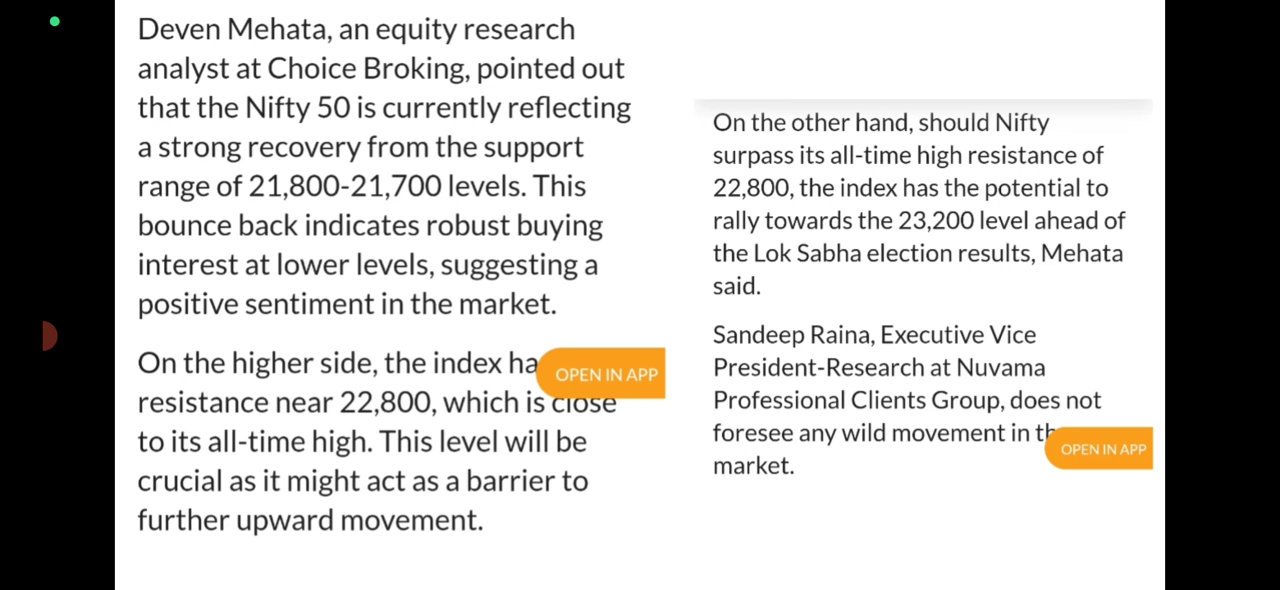 Deven Mehata, an equity research
analyst at Choice Broking, pointed out
that the Nifty 50 is currently reflecting
a strong recovery from the support
range of 21,800-21,700 levels. This
bounce back indicates robust buying
interest at lower levels, suggesting a
positive sentiment in the market.
On the higher side, the index
OPEN IN APP
resistance near 22,800, which is close
to its all-time high. This level will be
crucial as it might act as a barrier to
further upward movement.
On the other hand, should Nifty
surpass its all-time high resistance of
22,800, the index has the potential to
rally towards the 23,200 level ahead of
the Lok Sabha election results, Mehata
said.
Sandeep Raina, Executive Vice
President-Research at Nuvama
Professional Clients Group, does not
foresee any wild movement in
OPEN IN APP
market.